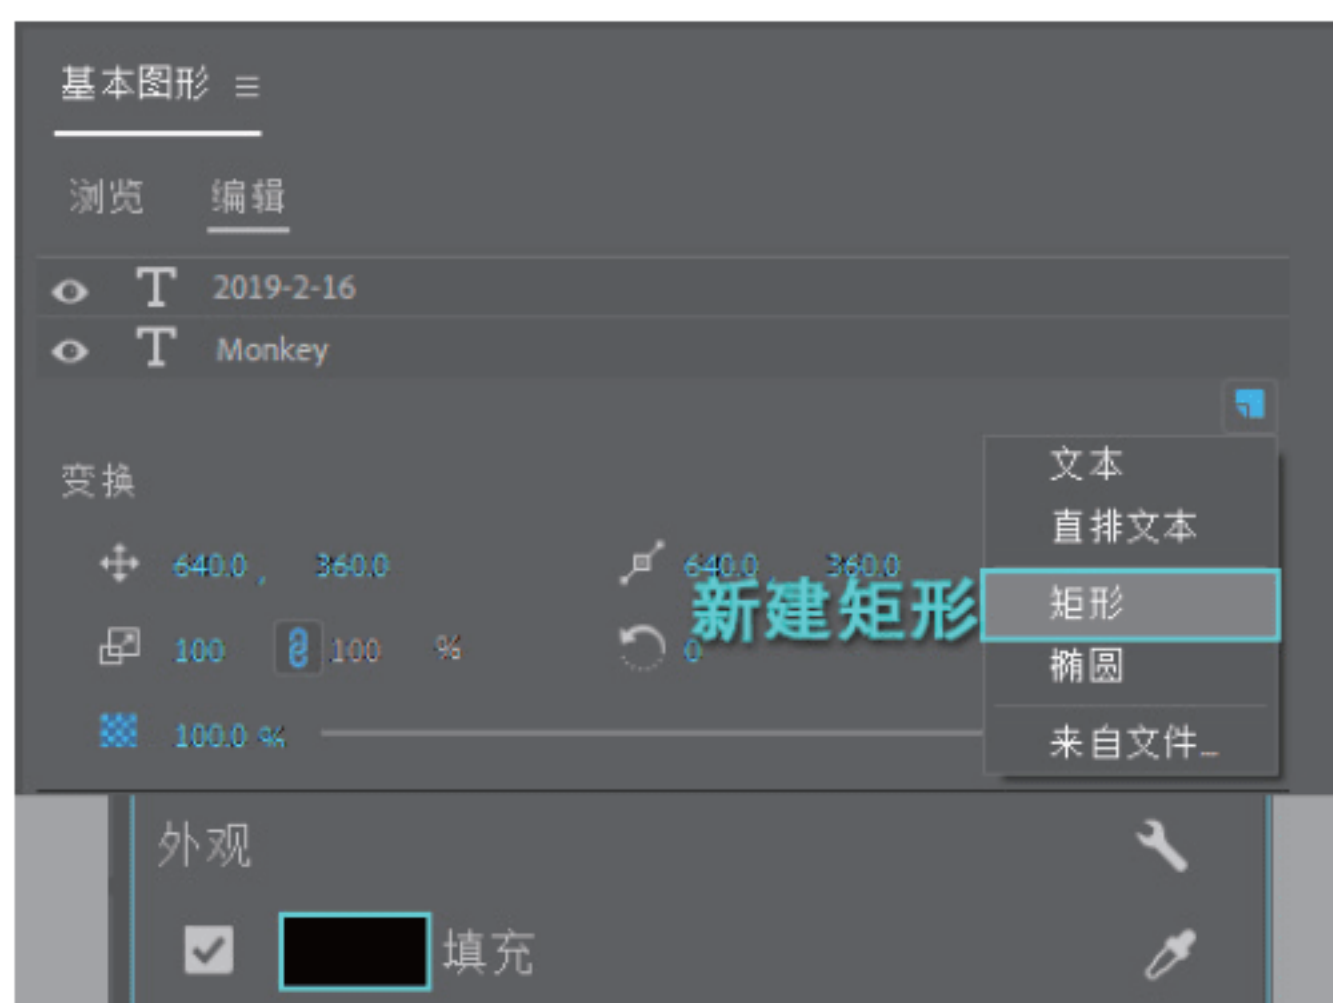 基本图形
浏览 编辑
T 2019-2-16
T Monkey
文本
变换
直排文本
640.0 , 360.0 640.0 , 360.0
新建矩形 矩形
100 100 % 0
椭圆
100.0 %
来自文件...
外观
填充